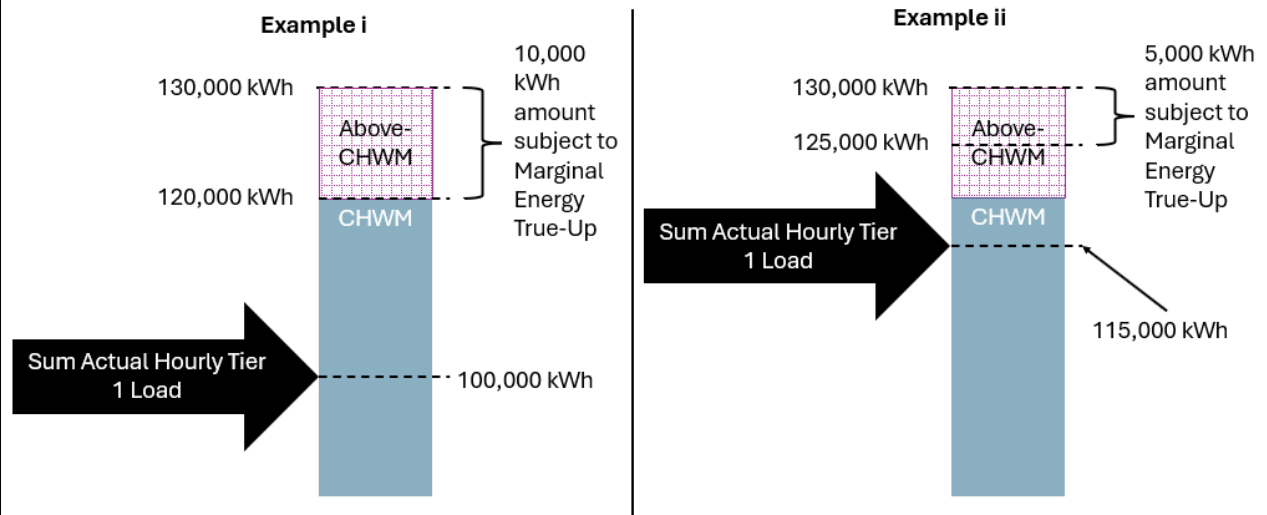 Example i
10,000
kWh
amount
subject to
Marginal
Energy
True-Up
130,000 kWh
Above-
CHWM
120,000 kWh
CHWM
Sum Actual Hourly Tier
1 Load
100,000 kWh
Example ii
5,000 kWh
amount
subject to
Marginal
Energy
True-Up
130,000 kWh
Above-
125,000 kWh
CHWM
CHWM
Sum Actual Hourly Tier
1 Load
115,000 kWh